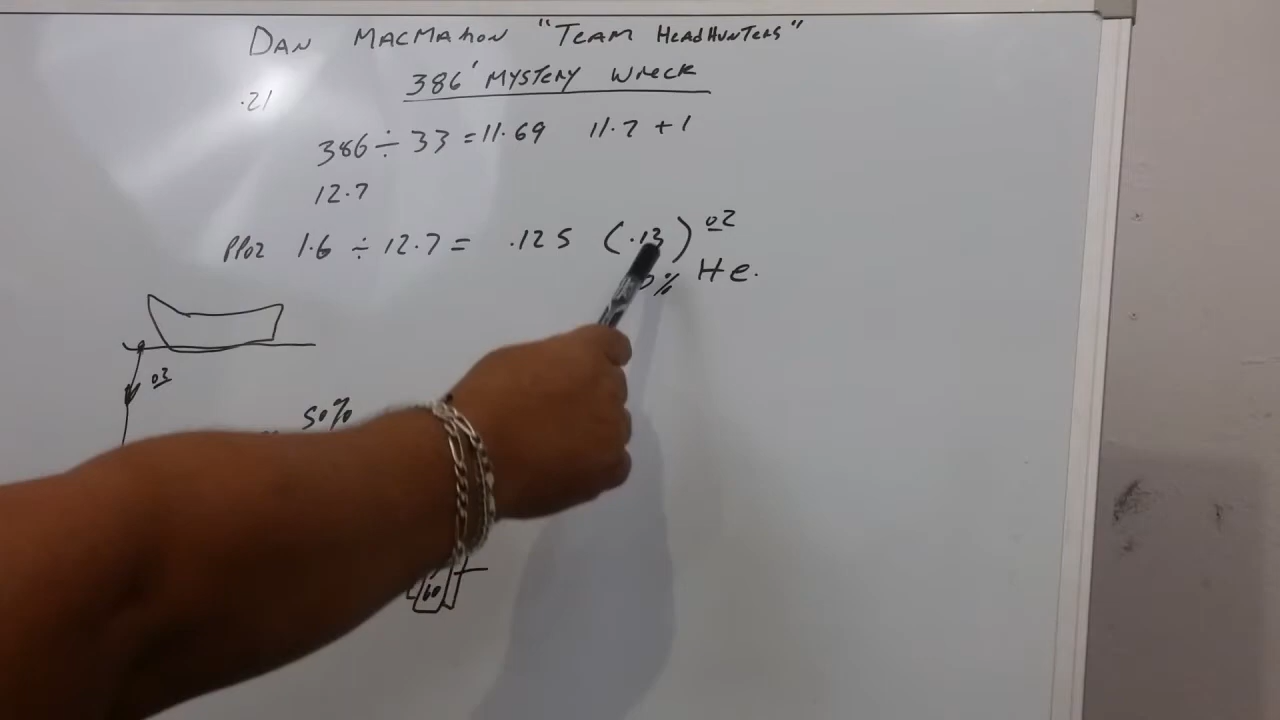 DAN MACMAHON "TEAM HEADHUNTERS"
386' MYSTERY WRECK
.21
386 ÷ 33 = 11.69 11.7 + 1
12.7
PPO2 1.6 ÷ 12.7 = .125 (.13) O2
% He.
O2
50%
60